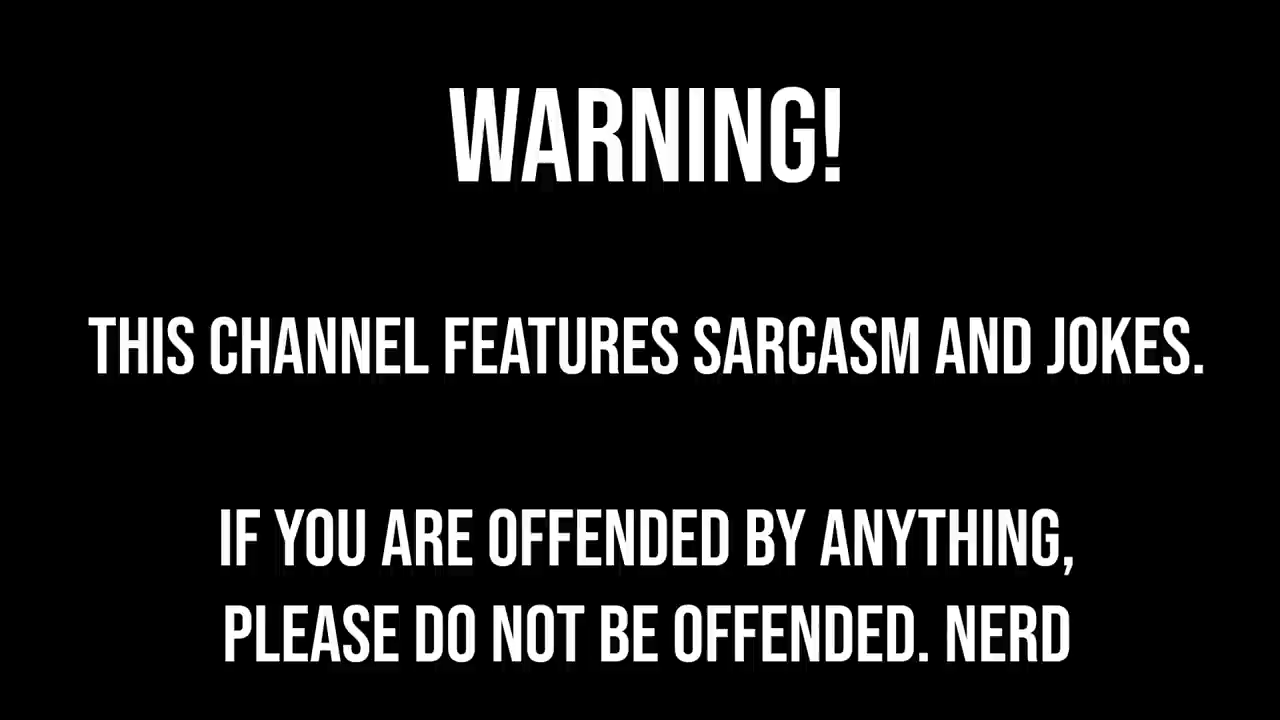 WARNING!
THIS CHANNEL FEATURES SARCASM AND JOKES.
IF YOU ARE OFFENDED BY ANYTHING,
PLEASE DO NOT BE OFFENDED. NERD